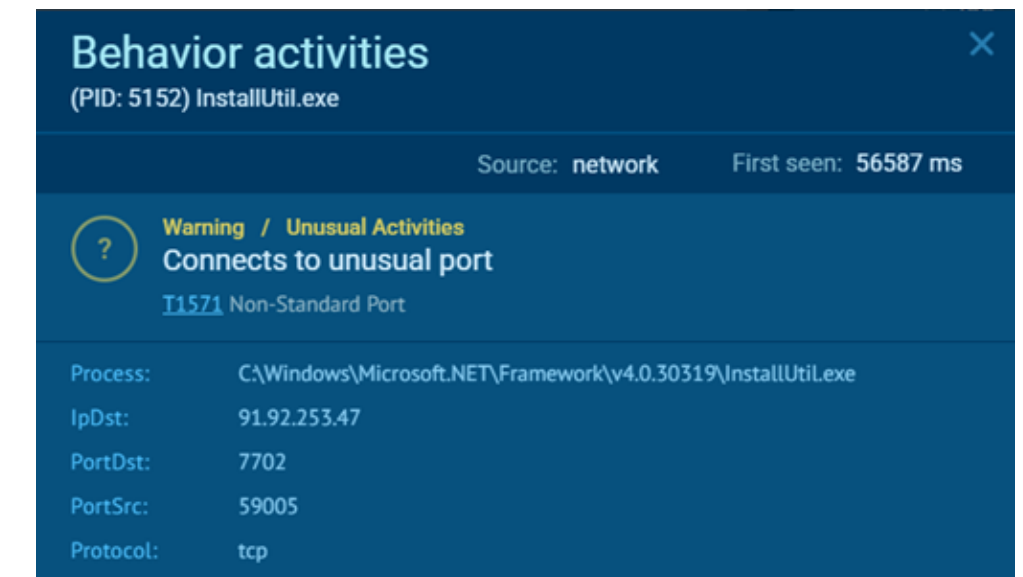 Behavior activities
(PID: 5152) InstallUtil.exe
Source: network First seen: 56587 ms
?
Warning / Unusual Activities
Connects to unusual port
T1571 Non-Standard Port
Process: C:\Windows\Microsoft.NET\Framework\v4.0.30319\InstallUtil.exe
IpDst: 91.92.253.47
PortDst: 7702
PortSrc: 59005
Protocol: tcp